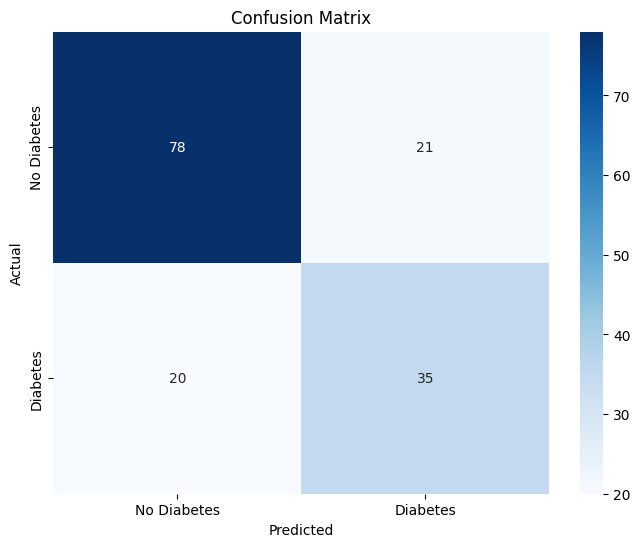 Confusion Matrix
No Diabetes
Diabetes
Actual
78
21
20
35
No Diabetes
Diabetes
Predicted
70
60
50
40
30
20